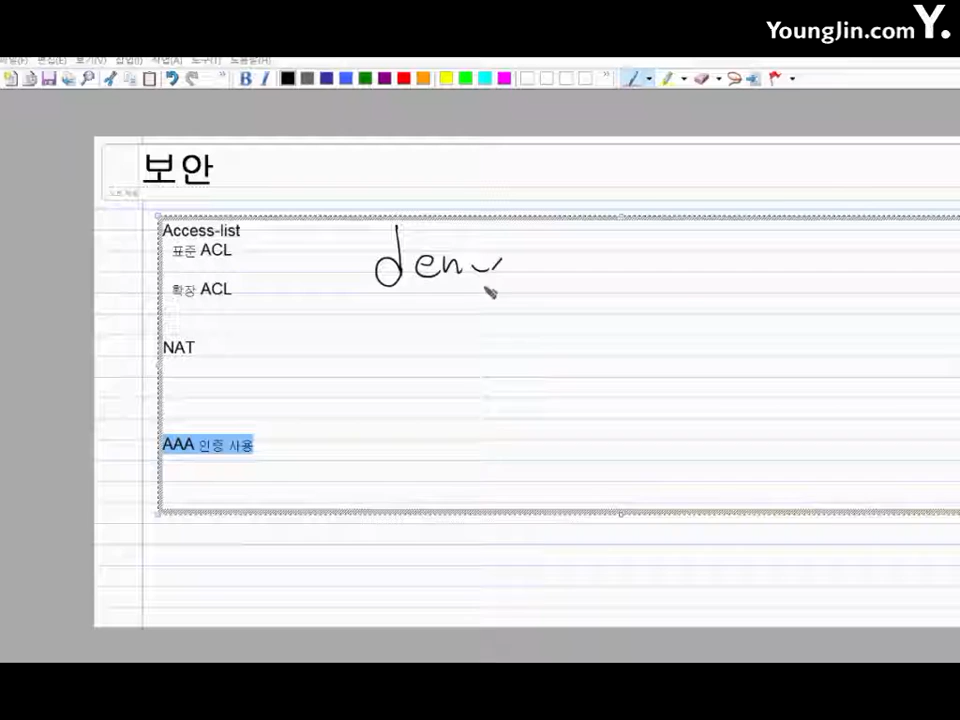 YoungJin.com Y.
보안
Access-list
표준 ACL
den
확장 ACL
NAT
AAA 인증 사용